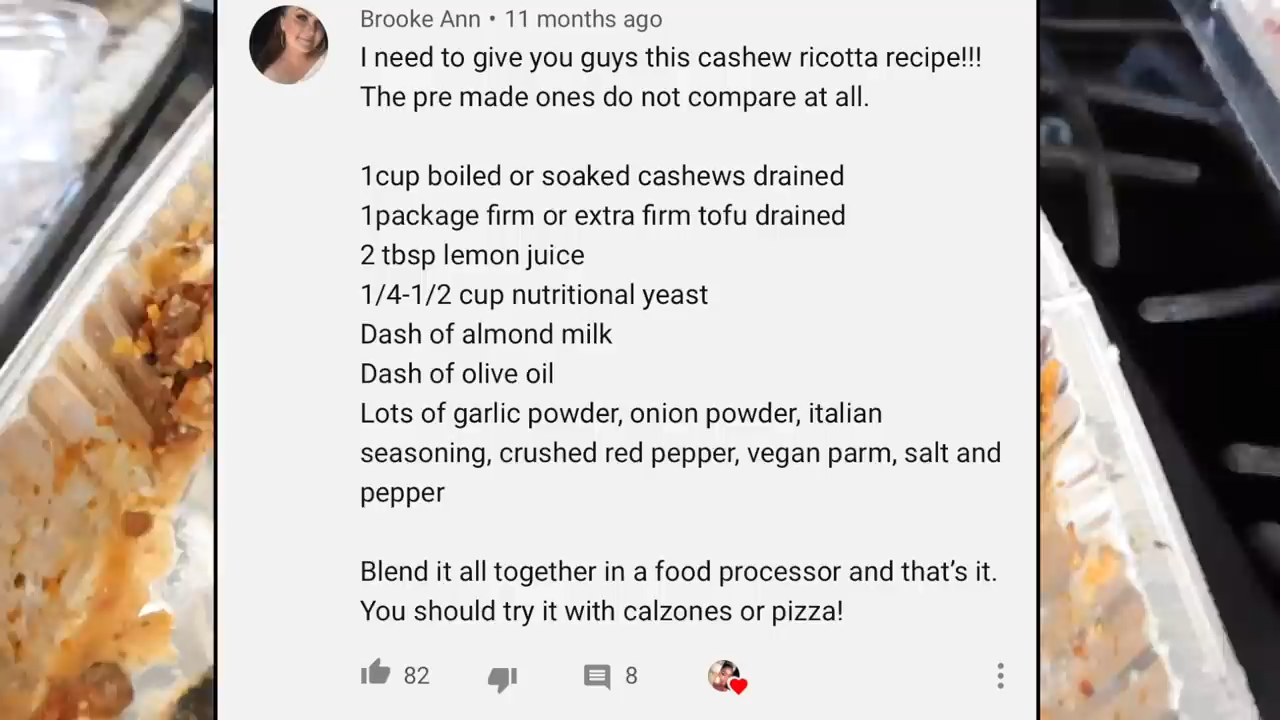 Brooke Ann • 11 months ago
I need to give you guys this cashew ricotta recipe!!!
The pre made ones do not compare at all.
1cup boiled or soaked cashews drained
1package firm or extra firm tofu drained
2 tbsp lemon juice
1/4-1/2 cup nutritional yeast
Dash of almond milk
Dash of olive oil
Lots of garlic powder, onion powder, italian
seasoning, crushed red pepper, vegan parm, salt and
pepper
Blend it all together in a food processor and that’s it.
You should try it with calzones or pizza!
82 8